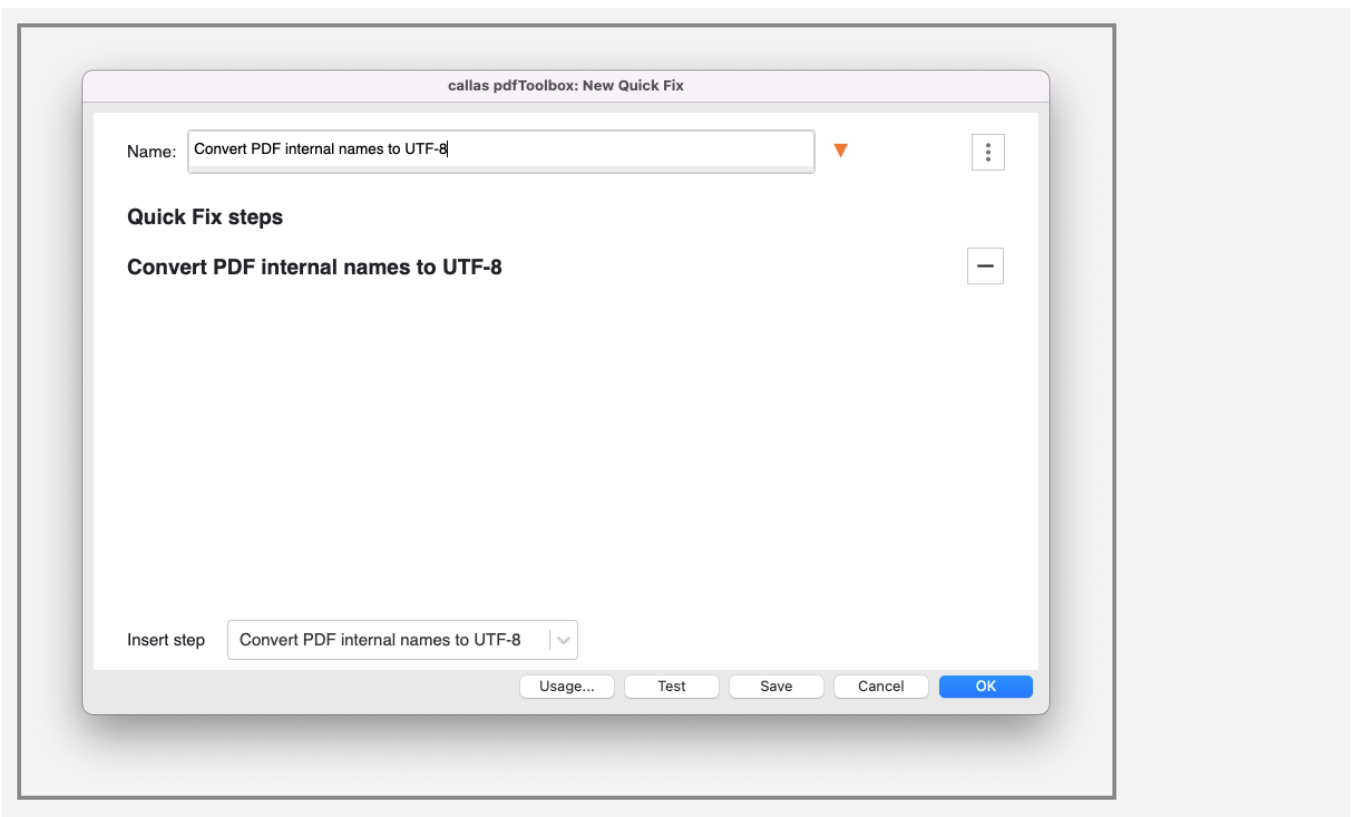 callas pdfToolbox: New Quick Fix
Name: Convert PDF internal names to UTF-8
Quick Fix steps
Convert PDF internal names to UTF-8
Insert step Convert PDF internal names to UTF-8
Usage... Test Save Cancel OK